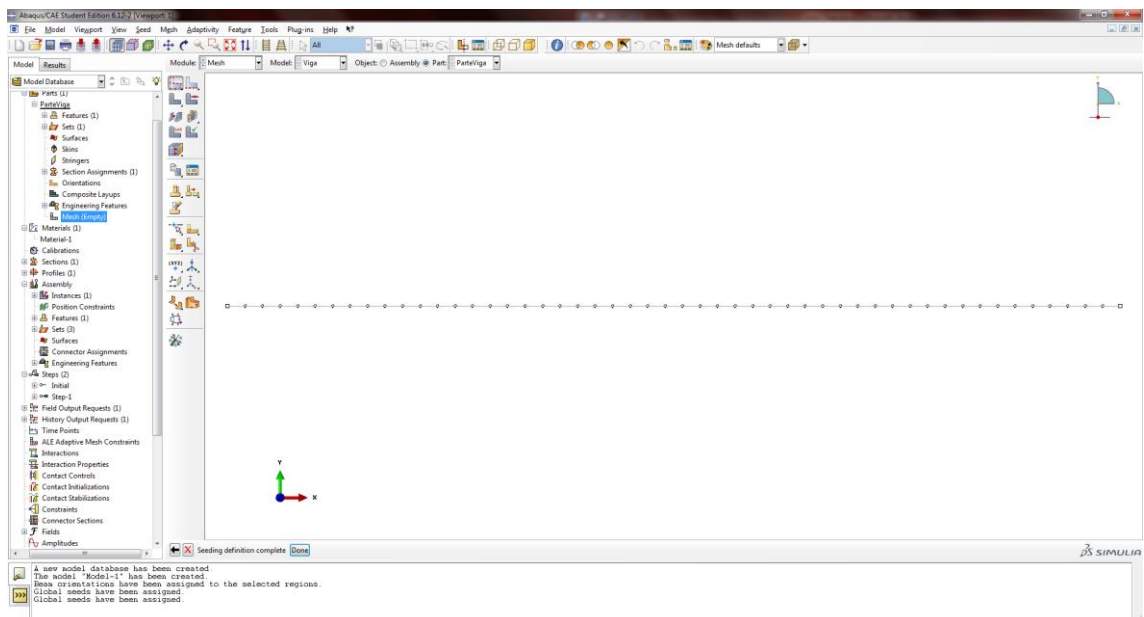 Abaqus/CAE Student Edition 6.12-2 [Viewport: 1]
File Model Viewport View Seed Mesh Adaptivity Feature Tools Plug-ins Help
All Mesh defaults
Model Results Module: Mesh Model: Viga Object: Assembly Part: ParteViga
Model Database
Parts (1)
ParteViga
Features (1)
Sets (1)
Surfaces
Skins
Stringers
Section Assignments (1)
Orientations
Composite Layups
Engineering Features
Mesh (Empty)
Materials (1)
Material-1
Calibrations
Sections (1)
Profiles (1)
Assembly
Instances (1)
Position Constraints
Features (1)
Sets (3)
Surfaces
Connector Assignments
Engineering Features
Steps (2)
Initial
Step-1
Field Output Requests (1)
History Output Requests (1)
Time Points
ALE Adaptive Mesh Constraints
Interactions
Interaction Properties
Contact Controls
Contact Initializations
Contact Stabilizations
Constraints
Connector Sections
Fields
Amplitudes
Y
X
Seeding definition complete Done
SIMULIA
A new model database has been created.
The model "Model-1" has been created.
Beam orientations have been assigned to the selected regions.
Global seeds have been assigned.
Global seeds have been assigned.